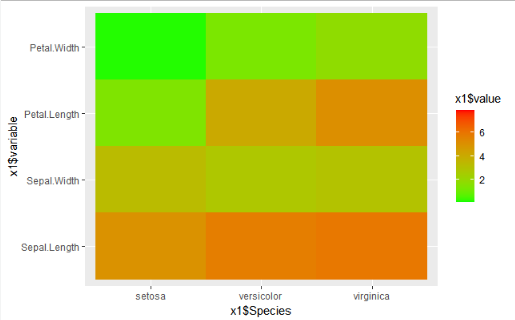 Petal.Width
Petal.Length
Sepal.Width
Sepal.Length
x1$variable
setosa
versicolor
virginica
x1$Species
x1$value
6
4
2